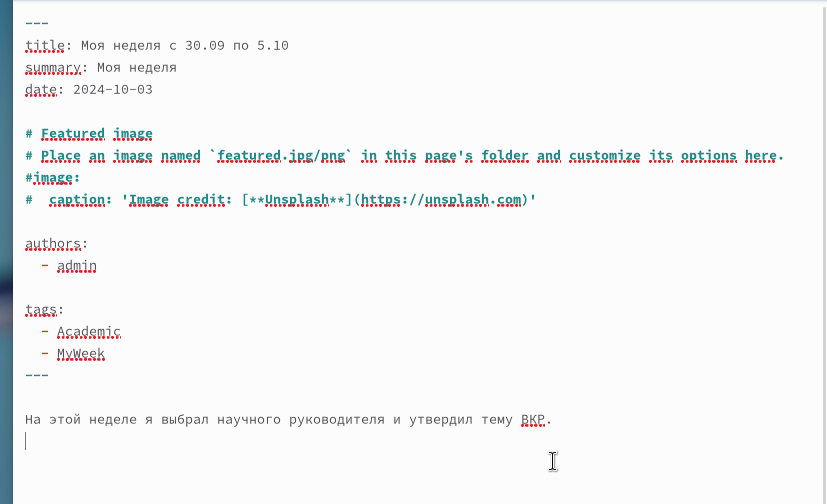 ---
title: Моя неделя с 30.09 по 5.10
summary: Моя неделя
date: 2024-10-03
# Featured image
# Place an image named `featured.jpg/png` in this page's folder and customize its options here.
#image:
#  caption: 'Image credit: [**Unsplash**](https://unsplash.com)'
authors:
  - admin
tags:
  - Academic
  - MyWeek
---
На этой неделе я выбрал научного руководителя и утвердил тему ВКР.